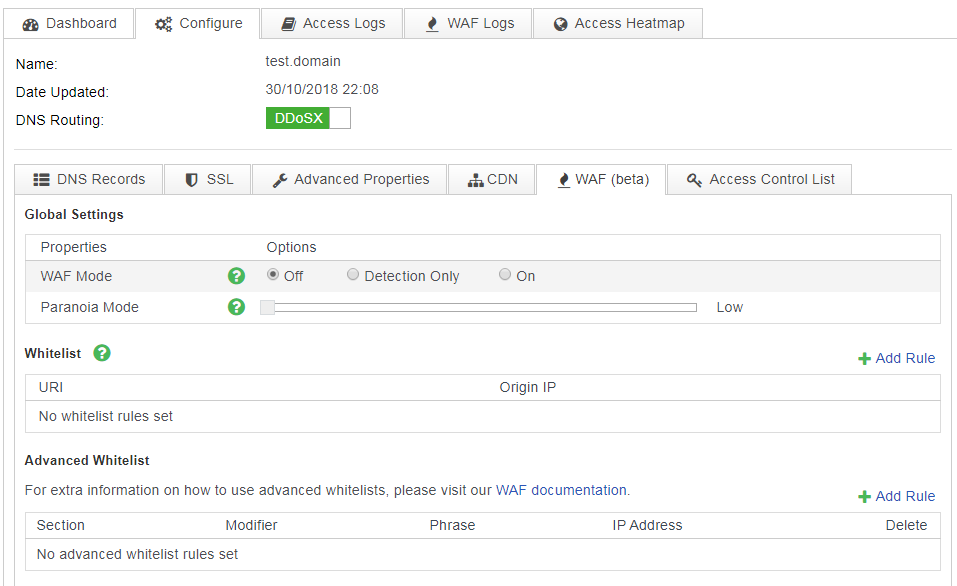 Dashboard Configure Access Logs WAF Logs Access Heatmap
Name: test.domain
Date Updated: 30/10/2018 22:08
DNS Routing: DDoSX
DNS Records SSL Advanced Properties CDN WAF (beta) Access Control List
Global Settings
Properties Options
WAF Mode ? Off Detection Only On
Paranoia Mode ? Low
Whitelist ?
Add Rule
URI Origin IP
No whitelist rules set
Advanced Whitelist
For extra information on how to use advanced whitelists, please visit our WAF documentation.
Add Rule
Section Modifier Phrase IP Address Delete
No advanced whitelist rules set